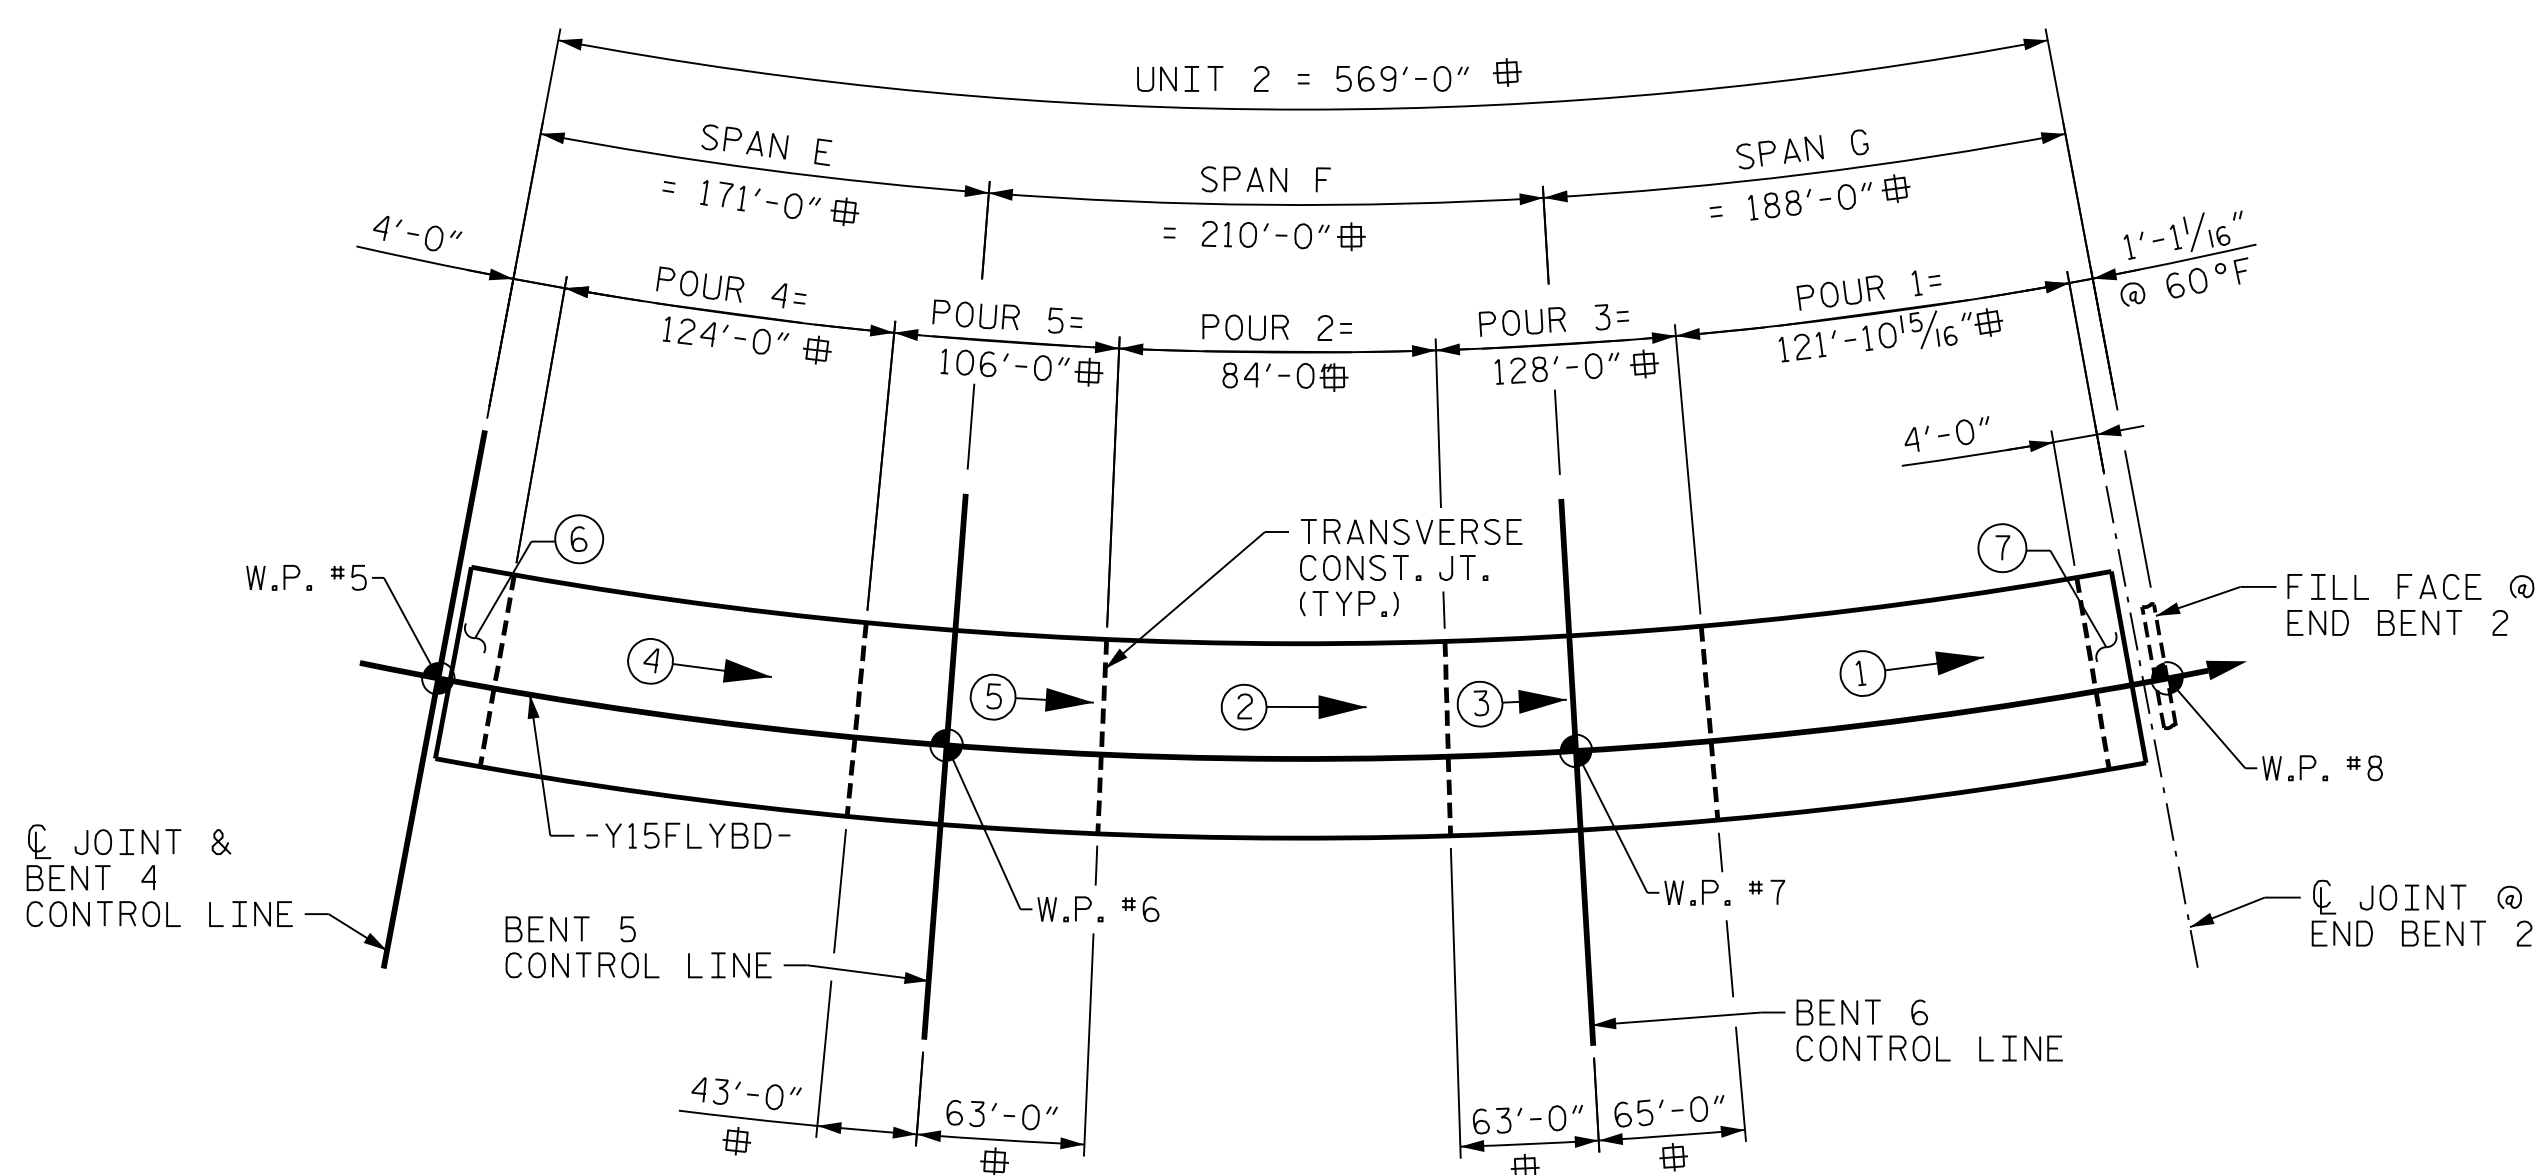 UNIT 2 = 569'-0" ⌗
SPAN E
= 171'-0" ⌗
SPAN F
= 210'-0" ⌗
SPAN G
= 188'-0" ⌗
4'-0"
POUR 4=
124'-0" ⌗
POUR 5=
106'-0" ⌗
POUR 2=
84'-0" ⌗
POUR 3=
128'-0" ⌗
POUR 1=
121'-10 15/16" ⌗
1'-1 1/16"
@ 60°F
4'-0"
TRANSVERSE
CONST. JT.
(TYP.)
6
7
W.P. #5
4
5
2
3
1
FILL FACE @
END BENT 2
W.P. #8
-Y15FLYBD-
℄ JOINT &
BENT 4
CONTROL LINE
BENT 5
CONTROL LINE
W.P. #6
W.P. #7
℄ JOINT @
END BENT 2
BENT 6
CONTROL LINE
43'-0"
⌗
63'-0"
⌗
63'-0"
⌗
65'-0"
⌗